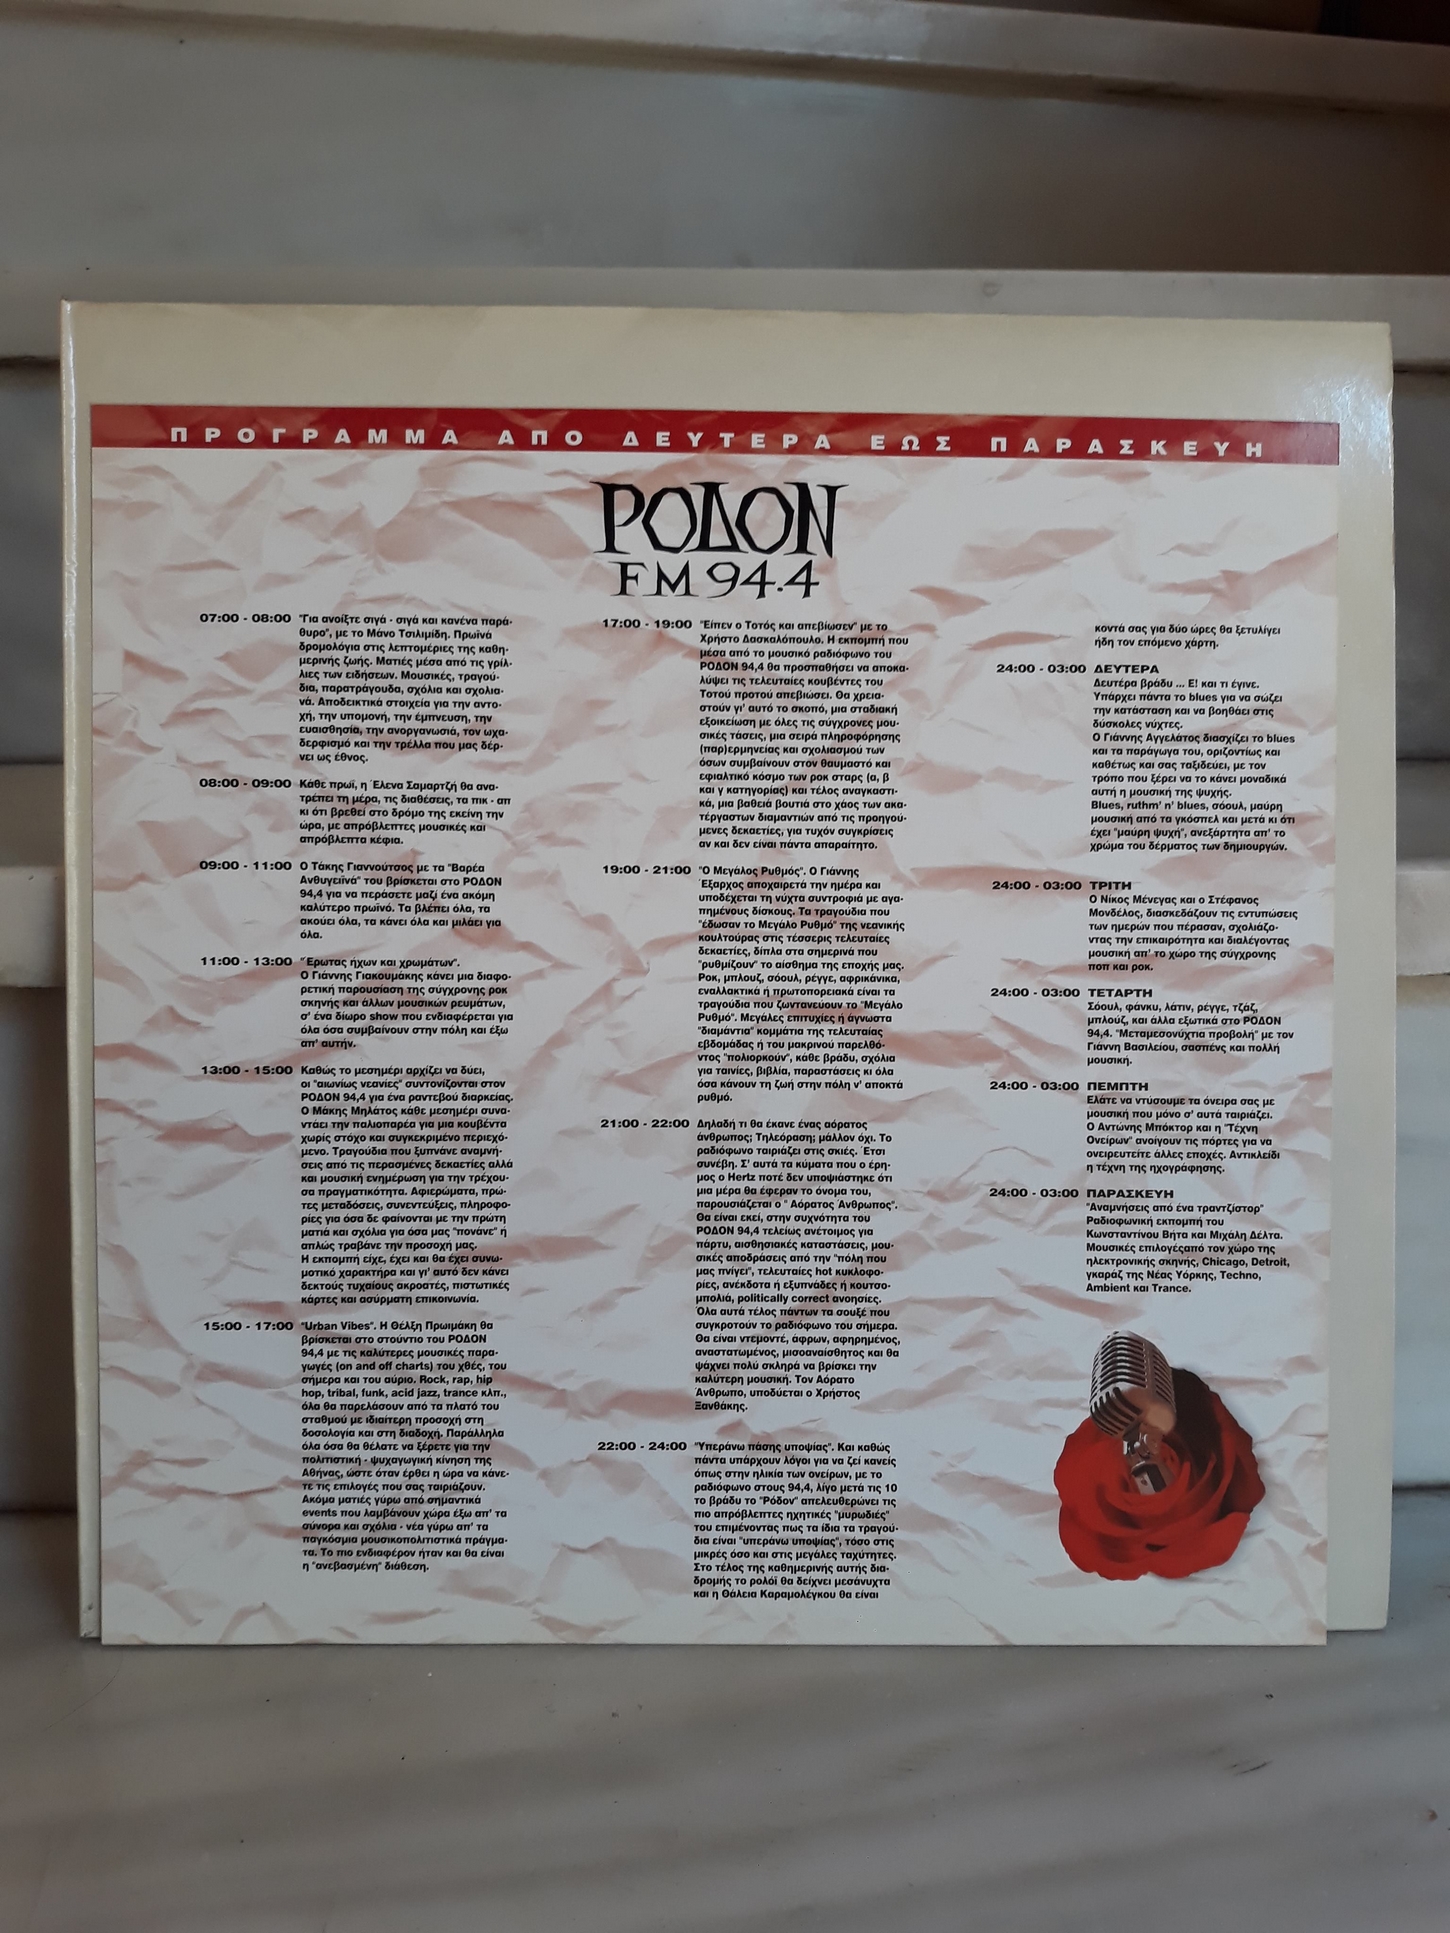 ΠΡΟΓΡΑΜΜΑ ΑΠΟ ΔΕΥΤΕΡΑ ΕΩΣ ΠΑΡΑΣΚΕΥΗ
ΡΟΔΟΝ
FM 94.4
07:00 - 08:00 "Για ανοίξτε σιγά - σιγά και κανένα παρά-
θυρο", με το Μάνο Τσιλιμίδη. Πρωϊνά
δρομολόγια στις λεπτομέριες της καθη-
μερινής ζωής. Ματιές μέσα από τις γρίλ-
λιες των ειδήσεων. Μουσικές, τραγού-
δια, παρατράγουδα, σχόλια και σχολια-
νά. Αποδεικτικά στοιχεία για την αντο-
χή, την υπομονή, την έμπνευση, την
ευαισθησία, την ανοργανωσιά, τον ωχα-
δερφισμό και την τρέλλα που μας δέρ-
νει ως έθνος.
08:00 - 09:00 Κάθε πρωί, η Έλενα Σαμαρτζή θα ανα-
τρέπει τη μέρα, τις διαθέσεις, τα πικ - απ
κι ότι βρεθεί στο δρόμο της εκείνη την
ώρα, με απρόβλεπτες μουσικές και
απρόβλεπτα κέφια.
09:00 - 11:00 Ο Τάκης Γιαννούτσος με τα "Βαρέα
Ανθυγεϊνά" του βρίσκεται στο ΡΟΔΟΝ
94,4 για να περάσετε μαζί ένα ακόμη
καλύτερο πρωϊνό. Τα βλέπει όλα, τα
ακούει όλα, τα κάνει όλα και μιλάει για
όλα.
11:00 - 13:00 "Έρωτας ήχων και χρωμάτων".
Ο Γιάννης Γιακουμάκης κάνει μια διαφο-
ρετική παρουσίαση της σύγχρονης ροκ
σκηνής και άλλων μουσικών ρευμάτων,
σ' ένα δίωρο show που ενδιαφέρεται για
όλα όσα συμβαίνουν στην πόλη και έξω
απ' αυτήν.
13:00 - 15:00 Καθώς το μεσημέρι αρχίζει να δύει,
οι "αιωνίως νεανίες" συντονίζονται στον
ΡΟΔΟΝ 94,4 για ένα ραντεβού διαρκείας.
Ο Μάκης Μηλάτος κάθε μεσημέρι συνα-
ντάει την παλιοπαρέα για μια κουβέντα
χωρίς στόχο και συγκεκριμένο περιεχό-
μενο. Τραγούδια που ξυπνάνε αναμνή-
σεις από τις περασμένες δεκαετίες αλλά
και μουσική ενημέρωση για την τρέχου-
σα πραγματικότητα. Αφιερώματα, πρώ-
τες μεταδόσεις, συνεντεύξεις, πληροφο-
ρίες για όσα δε φαίνονται με την πρώτη
ματιά και σχόλια για όσα μας "πονάνε" ή
απλώς τραβάνε την προσοχή μας.
Η εκπομπή είχε, έχει και θα έχει συνω-
μοτικό χαρακτήρα και γι' αυτό δεν κάνει
δεκτούς τυχαίους ακροατές, πιστωτικές
κάρτες και ασύρματη επικοινωνία.
15:00 - 17:00 "Urban Vibes". Η Θέλξη Πρωιμάκη θα
βρίσκεται στο στούντιο του ΡΟΔΟΝ
94,4 με τις καλύτερες μουσικές παρα-
γωγές (on and off charts) του χθές, του
σήμερα και του αύριο. Rock, rap, hip
hop, tribal, funk, acid jazz, trance κλπ.,
όλα θα παρελάσουν από τα πλατό του
σταθμού με ιδιαίτερη προσοχή στη
δοσολογία και στη διαδοχή. Παράλληλα
όλα όσα θα θέλατε να ξέρετε για την
πολιτιστική - ψυχαγωγική κίνηση της
Αθήνας, ώστε όταν έρθει η ώρα να κάνε-
τε τις επιλογές που σας ταιριάζουν.
Ακόμα ματιές γύρω από σημαντικά
events που λαμβάνουν χώρα έξω απ' τα
σύνορα και σχόλια - νέα γύρω απ' τα
παγκόσμια μουσικοπολιτιστικά πράγμα-
τα. Το πιο ενδιαφέρον ήταν και θα είναι
η "ανεβασμένη" διάθεση.
17:00 - 19:00 "Είπεν ο Τοτός και απεβίωσεν" με το
Χρήστο Δασκαλόπουλο. Η εκπομπή που
μέσα από το μουσικό ραδιόφωνο του
ΡΟΔΟΝ 94,4 θα προσπαθήσει να αποκα-
λύψει τις τελευταίες κουβέντες του
Τοτού προτού απεβιώσει. Θα χρεια-
στούν γι' αυτό το σκοπό, μια σταδιακή
εξοικείωση με όλες τις σύγχρονες μου-
σικές τάσεις, μια σειρά πληροφόρησης
(παρ)ερμηνείας και σχολιασμού των
όσων συμβαίνουν στον θαυμαστό και
εφιαλτικό κόσμο των ροκ σταρς (α, β
και γ κατηγορίας) και τέλος αναγκαστι-
κά, μια βαθειά βουτιά στο χάος των ακα-
τέργαστων διαμαντιών από τις προηγού-
μενες δεκαετίες, για τυχόν συγκρίσεις
αν και δεν είναι πάντα απαραίτητο.
19:00 - 21:00 "Ο Μεγάλος Ρυθμός". Ο Γιάννης
Έξαρχος αποχαιρετά την ημέρα και
υποδέχεται τη νύχτα συντροφιά με αγα-
πημένους δίσκους. Τα τραγούδια που
"έδωσαν το Μεγάλο Ρυθμό" της νεανικής
κουλτούρας στις τέσσερις τελευταίες
δεκαετίες, δίπλα στα σημερινά που
"ρυθμίζουν" το αίσθημα της εποχής μας.
Ροκ, μπλουζ, σόουλ, ρέγγε, αφρικάνικα,
εναλλακτικά ή πρωτοπορειακά είναι τα
τραγούδια που ζωντανεύουν το "Μεγάλο
Ρυθμό". Μεγάλες επιτυχίες ή άγνωστα
"διαμάντια" κομμάτια της τελευταίας
εβδομάδας ή του μακρινού παρελθό-
ντος "πολιορκούν", κάθε βράδυ, σχόλια
για ταινίες, βιβλία, παραστάσεις κι όλα
όσα κάνουν τη ζωή στην πόλη ν' αποκτά
ρυθμό.
21:00 - 22:00 Δηλαδή τι θα έκανε ένας αόρατος
άνθρωπος; Τηλεόραση; μάλλον όχι. Το
ραδιόφωνο ταιριάζει στις σκιές. Έτσι
συνέβη. Σ' αυτά τα κύματα που ο έρη-
μος ο Hertz ποτέ δεν υποψιάστηκε ότι
μια μέρα θα έφεραν το όνομα του,
παρουσιάζεται ο " Αόρατος Άνθρωπος".
Θα είναι εκεί, στην συχνότητα του
ΡΟΔΟΝ 94,4 τελείως ανέτοιμος για
πάρτυ, αισθησιακές καταστάσεις, μου-
σικές αποδράσεις από την "πόλη που
μας πνίγει", τελευταίες hot κυκλοφο-
ρίες, ανέκδοτα ή εξυπνάδες ή κουτσο-
μπολιά, politically correct ανοησίες.
Όλα αυτά τέλος πάντων τα σουξέ που
συγκροτούν το ραδιόφωνο του σήμερα.
Θα είναι ντεμοντέ, άφρων, αφηρημένος,
αναστατωμένος, μισοαναίσθητος και θα
ψάχνει πολύ σκληρά να βρίσκει την
καλύτερη μουσική. Τον Αόρατο
Άνθρωπο, υποδύεται ο Χρήστος
Ξανθάκης.
22:00 - 24:00 "Υπεράνω πάσης υποψίας". Και καθώς
πάντα υπάρχουν λόγοι για να ζεί κανείς
όπως στην ηλικία των ονείρων, με το
ραδιόφωνο στους 94,4, λίγο μετά τις 10
το βράδυ το "Ρόδον" απελευθερώνει τις
πιο απρόβλεπτες ηχητικές "μυρωδιές"
του επιμένοντας πως τα ίδια τα τραγού-
δια είναι "υπεράνω υποψίας", τόσο στις
μικρές όσο και στις μεγάλες ταχύτητες.
Στο τέλος της καθημερινής αυτής δια-
δρομής το ρολόϊ θα δείχνει μεσάνυχτα
και η Θάλεια Καραμολέγκου θα είναι
κοντά σας για δύο ώρες θα ξετυλίγει
ήδη τον επόμενο χάρτη.
24:00 - 03:00 ΔΕΥΤΕΡΑ
Δευτέρα βράδυ ... Ε! και τι έγινε.
Υπάρχει πάντα το blues για να σώζει
την κατάσταση και να βοηθάει στις
δύσκολες νύχτες.
Ο Γιάννης Αγγελάτος διασχίζει το blues
και τα παράγωγα του, οριζοντίως και
καθέτως και σας ταξιδεύει, με τον
τρόπο που ξέρει να το κάνει μοναδικά
αυτή η μουσική της ψυχής.
Blues, ruthm' n' blues, σόουλ, μαύρη
μουσική από τα γκόσπελ και μετά κι ότι
έχει "μαύρη ψυχή", ανεξάρτητα απ' το
χρώμα του δέρματος των δημιουργών.
24:00 - 03:00 ΤΡΙΤΗ
Ο Νίκος Μένεγας και ο Στέφανος
Μονδέλος, διασκεδάζουν τις εντυπώσεις
των ημερών που πέρασαν, σχολιάζο-
ντας την επικαιρότητα και διαλέγοντας
μουσική απ' το χώρο της σύγχρονης
ποπ και ροκ.
24:00 - 03:00 ΤΕΤΑΡΤΗ
Σόουλ, φάνκυ, λάτιν, ρέγγε, τζάζ,
μπλούζ, και άλλα εξωτικά στο ΡΟΔΟΝ
94,4. "Μεταμεσονύχτια προβολή" με τον
Γιάννη Βασιλείου, σασπένς και πολλή
μουσική.
24:00 - 03:00 ΠΕΜΠΤΗ
Ελάτε να ντύσουμε τα όνειρα σας με
μουσική που μόνο σ' αυτά ταιριάζει.
Ο Αντώνης Μπόκτορ και η "Τέχνη
Ονείρων" ανοίγουν τις πόρτες για να
ονειρευτείτε άλλες εποχές. Αντικλείδι
η τέχνη της ηχογράφησης.
24:00 - 03:00 ΠΑΡΑΣΚΕΥΗ
"Αναμνήσεις από ένα τραντζίστορ"
Ραδιοφωνική εκπομπή του
Κωνσταντίνου Βήτα και Μιχάλη Δέλτα.
Μουσικές επιλογέςαπό τον χώρο της
ηλεκτρονικής σκηνής, Chicago, Detroit,
γκαράζ της Νέας Υόρκης, Techno,
Ambient και Trance.